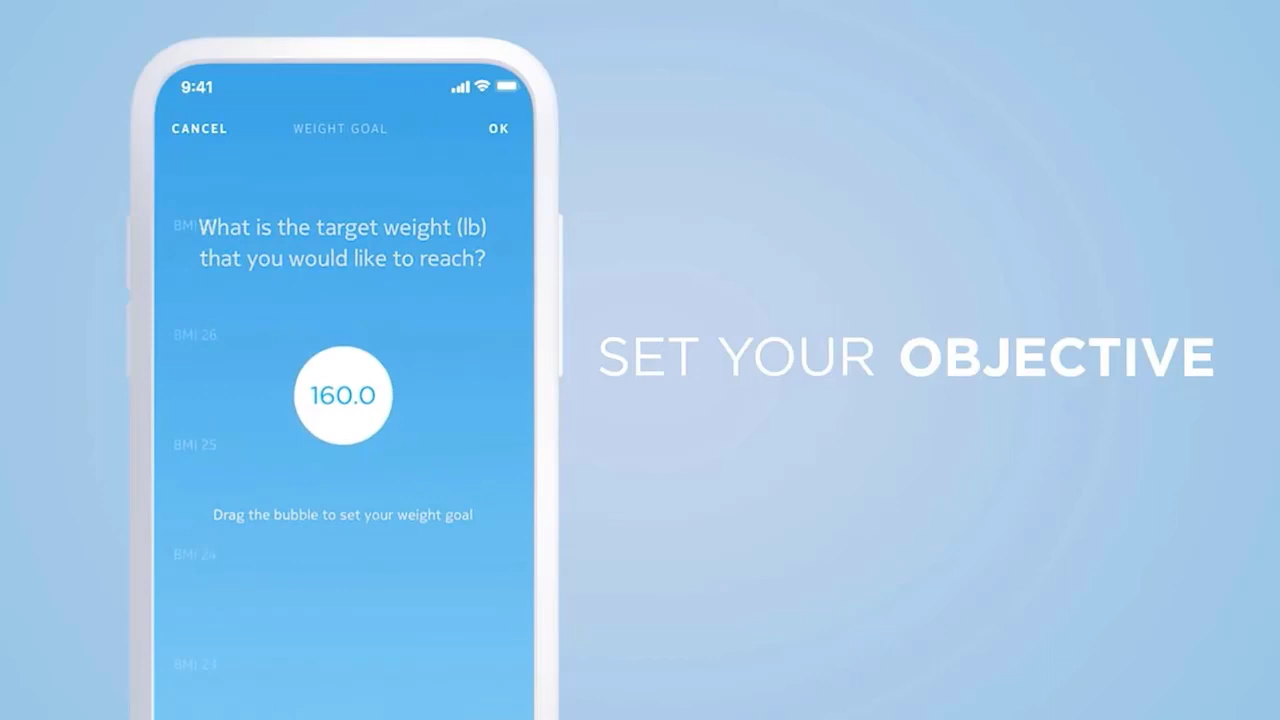 9:41
CANCEL WEIGHT GOAL OK
What is the target weight (lb)
that you would like to reach?
BMI
BMI 26
160.0
BMI 25
Drag the bubble to set your weight goal
BMI 24
BMI 23
SET YOUR OBJECTIVE